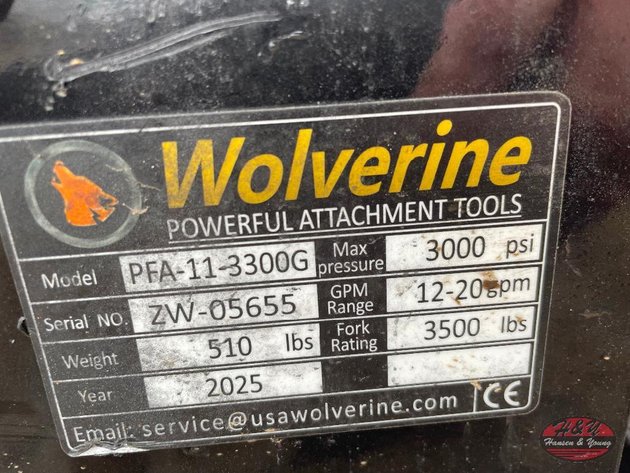 Wolverine
POWERFUL ATTACHMENT TOOLS
Model PFA-11-3300G Max pressure 3000 psi
Serial NO. ZW-05655 GPM Range 12-20gpm
Weight 510 lbs Fork Rating 3500 lbs
Year 2025
Email: service@usawolverine.com CE
H&Y
Hansen & Young